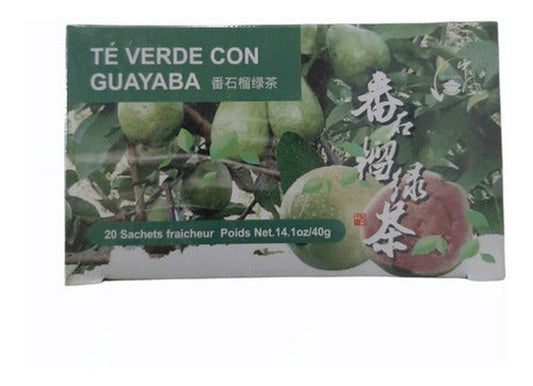 TÉ VERDE CON
GUAYABA 番石榴绿茶
番石榴绿茶
20 Sachets fraicheur Poids Net.14.1oz/40g